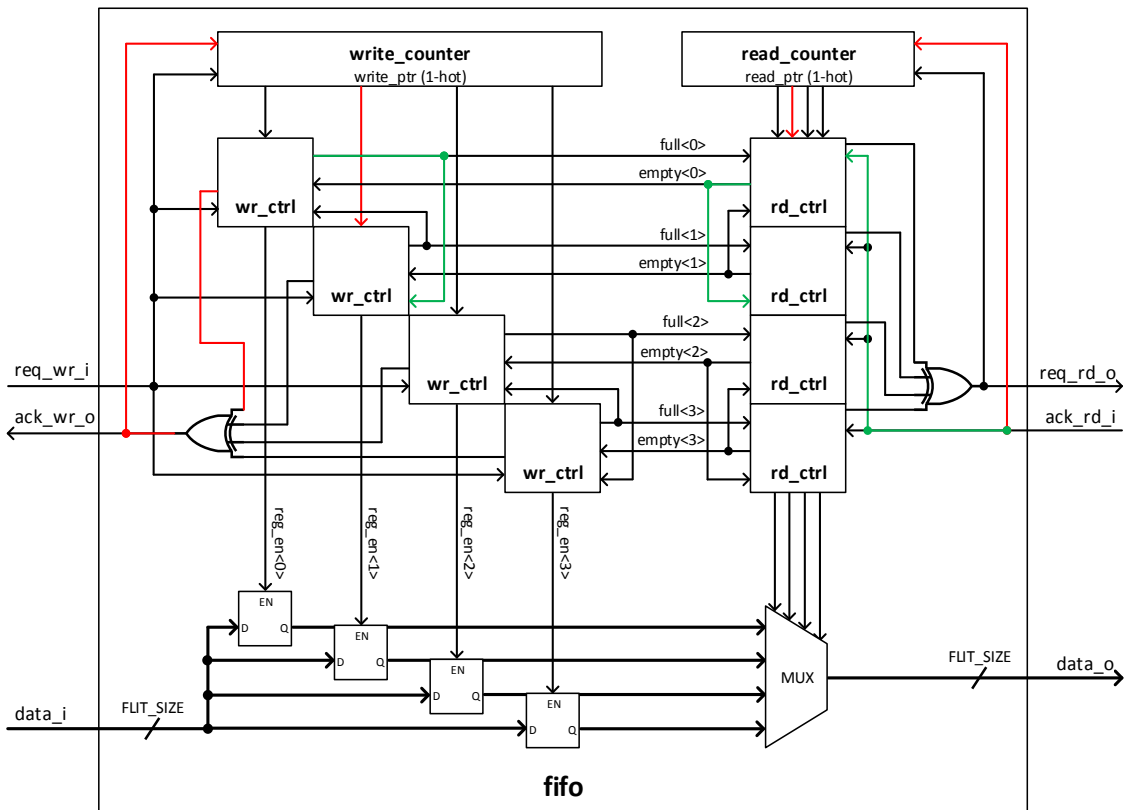 write_counter
write_ptr (1-hot)
read_counter
read_ptr (1-hot)
full<0>
empty<0>
wr_ctrl
rd_ctrl
full<1>
empty<1>
wr_ctrl
rd_ctrl
full<2>
empty<2>
req_wr_i
wr_ctrl
rd_ctrl
req_rd_o
ack_wr_o
full<3>
empty<3>
ack_rd_i
wr_ctrl
rd_ctrl
reg_en<0>
reg_en<1>
reg_en<2>
reg_en<3>
EN
D
Q
EN
D
Q
EN
D
Q
EN
D
Q
MUX
FLIT_SIZE
data_o
data_i
FLIT_SIZE
fifo